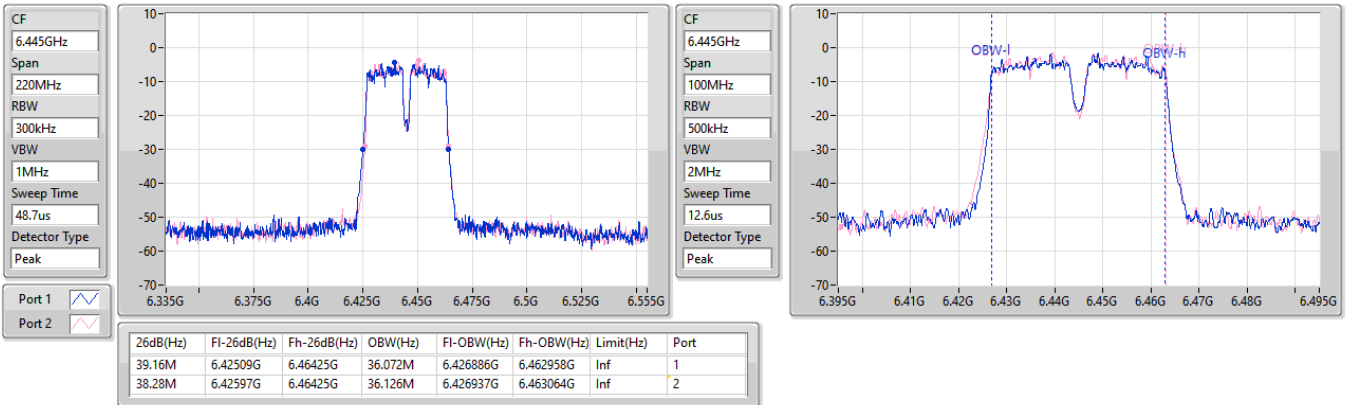 CF
6.445GHz
Span
220MHz
RBW
300kHz
VBW
1MHz
Sweep Time
48.7us
Detector Type
Peak
Port 1
Port 2
10
0
-10
-20
-30
-40
-50
-60
-70
6.335G 6.375G 6.4G 6.425G 6.45G 6.475G 6.5G 6.525G 6.555G
CF
6.445GHz
Span
100MHz
RBW
500kHz
VBW
2MHz
Sweep Time
12.6us
Detector Type
Peak
10
0
-10
-20
-30
-40
-50
-60
-70
OBW-l OBW-h
6.395G 6.41G 6.42G 6.43G 6.44G 6.45G 6.46G 6.47G 6.48G 6.495G
26dB(Hz) Fl-26dB(Hz) Fh-26dB(Hz) OBW(Hz) Fl-OBW(Hz) Fh-OBW(Hz) Limit(Hz) Port
39.16M 6.42509G 6.46425G 36.072M 6.426886G 6.462958G Inf 1
38.28M 6.42597G 6.46425G 36.126M 6.426937G 6.463064G Inf 2